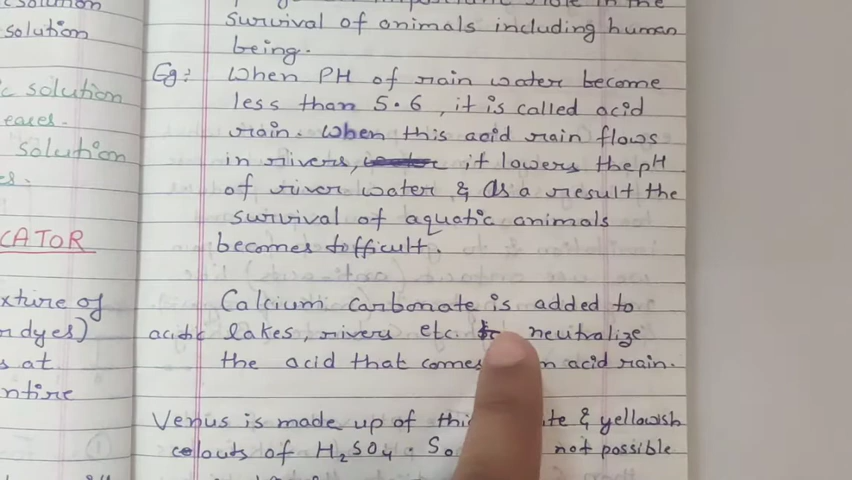 solution
solution
c solution
solution
CATOR
xture of
r dyes)
s at
ntire
survival of animals including human
being.
Eg: When PH of rain water become
less than 5.6, it is called acid
rain. When this acid rain flows
in rivers, it lowers the pH
of river water, & as a result the
survival of aquatic animals
becomes difficult.
Calcium carbonate is added to
acidic lakes, rivers etc. to neutralize
the acid that comes acid rain.
Venus is made up of & yellowish
of H₂SO₄. So not possible